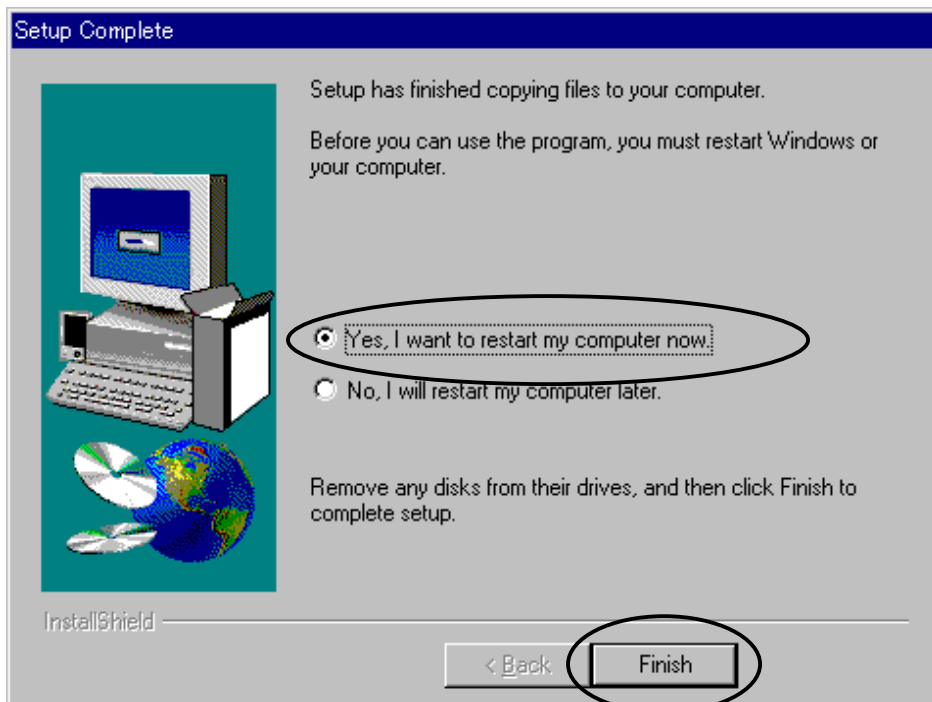 Setup Complete
Setup has finished copying files to your computer.
Before you can use the program, you must restart Windows or
your computer.
Yes, I want to restart my computer now.
No, I will restart my computer later.
Remove any disks from their drives, and then click Finish to
complete setup.
InstallShield
< Back
Finish